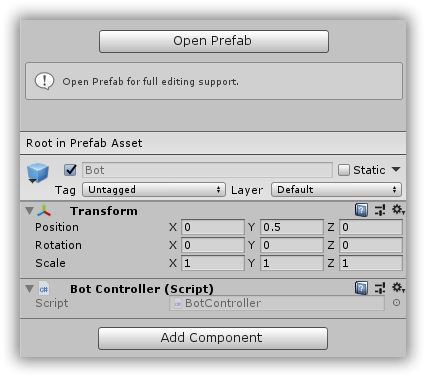 Open Prefab
Open Prefab for full editing support.
Root in Prefab Asset
Bot Static
Tag Untagged Layer Default
Transform
Position X 0 Y 0.5 Z 0
Rotation X 0 Y 0 Z 0
Scale X 1 Y 1 Z 1
Bot Controller (Script)
Script BotController
Add Component